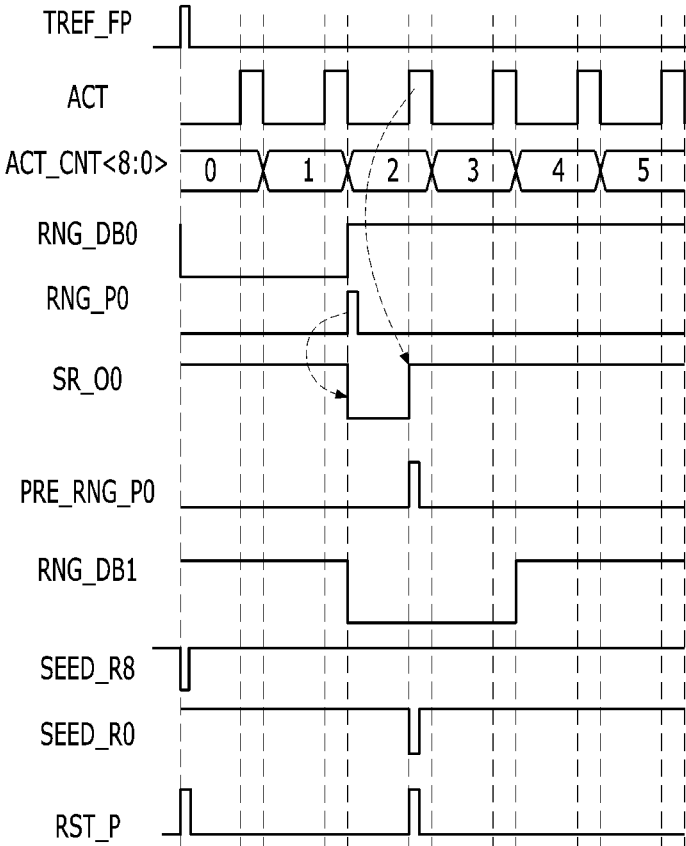 TREF_FP
ACT
ACT_CNT<8:0> 0 1 2 3 4 5
RNG_DB0
RNG_P0
SR_O0
PRE_RNG_P0
RNG_DB1
SEED_R8
SEED_R0
RST_P